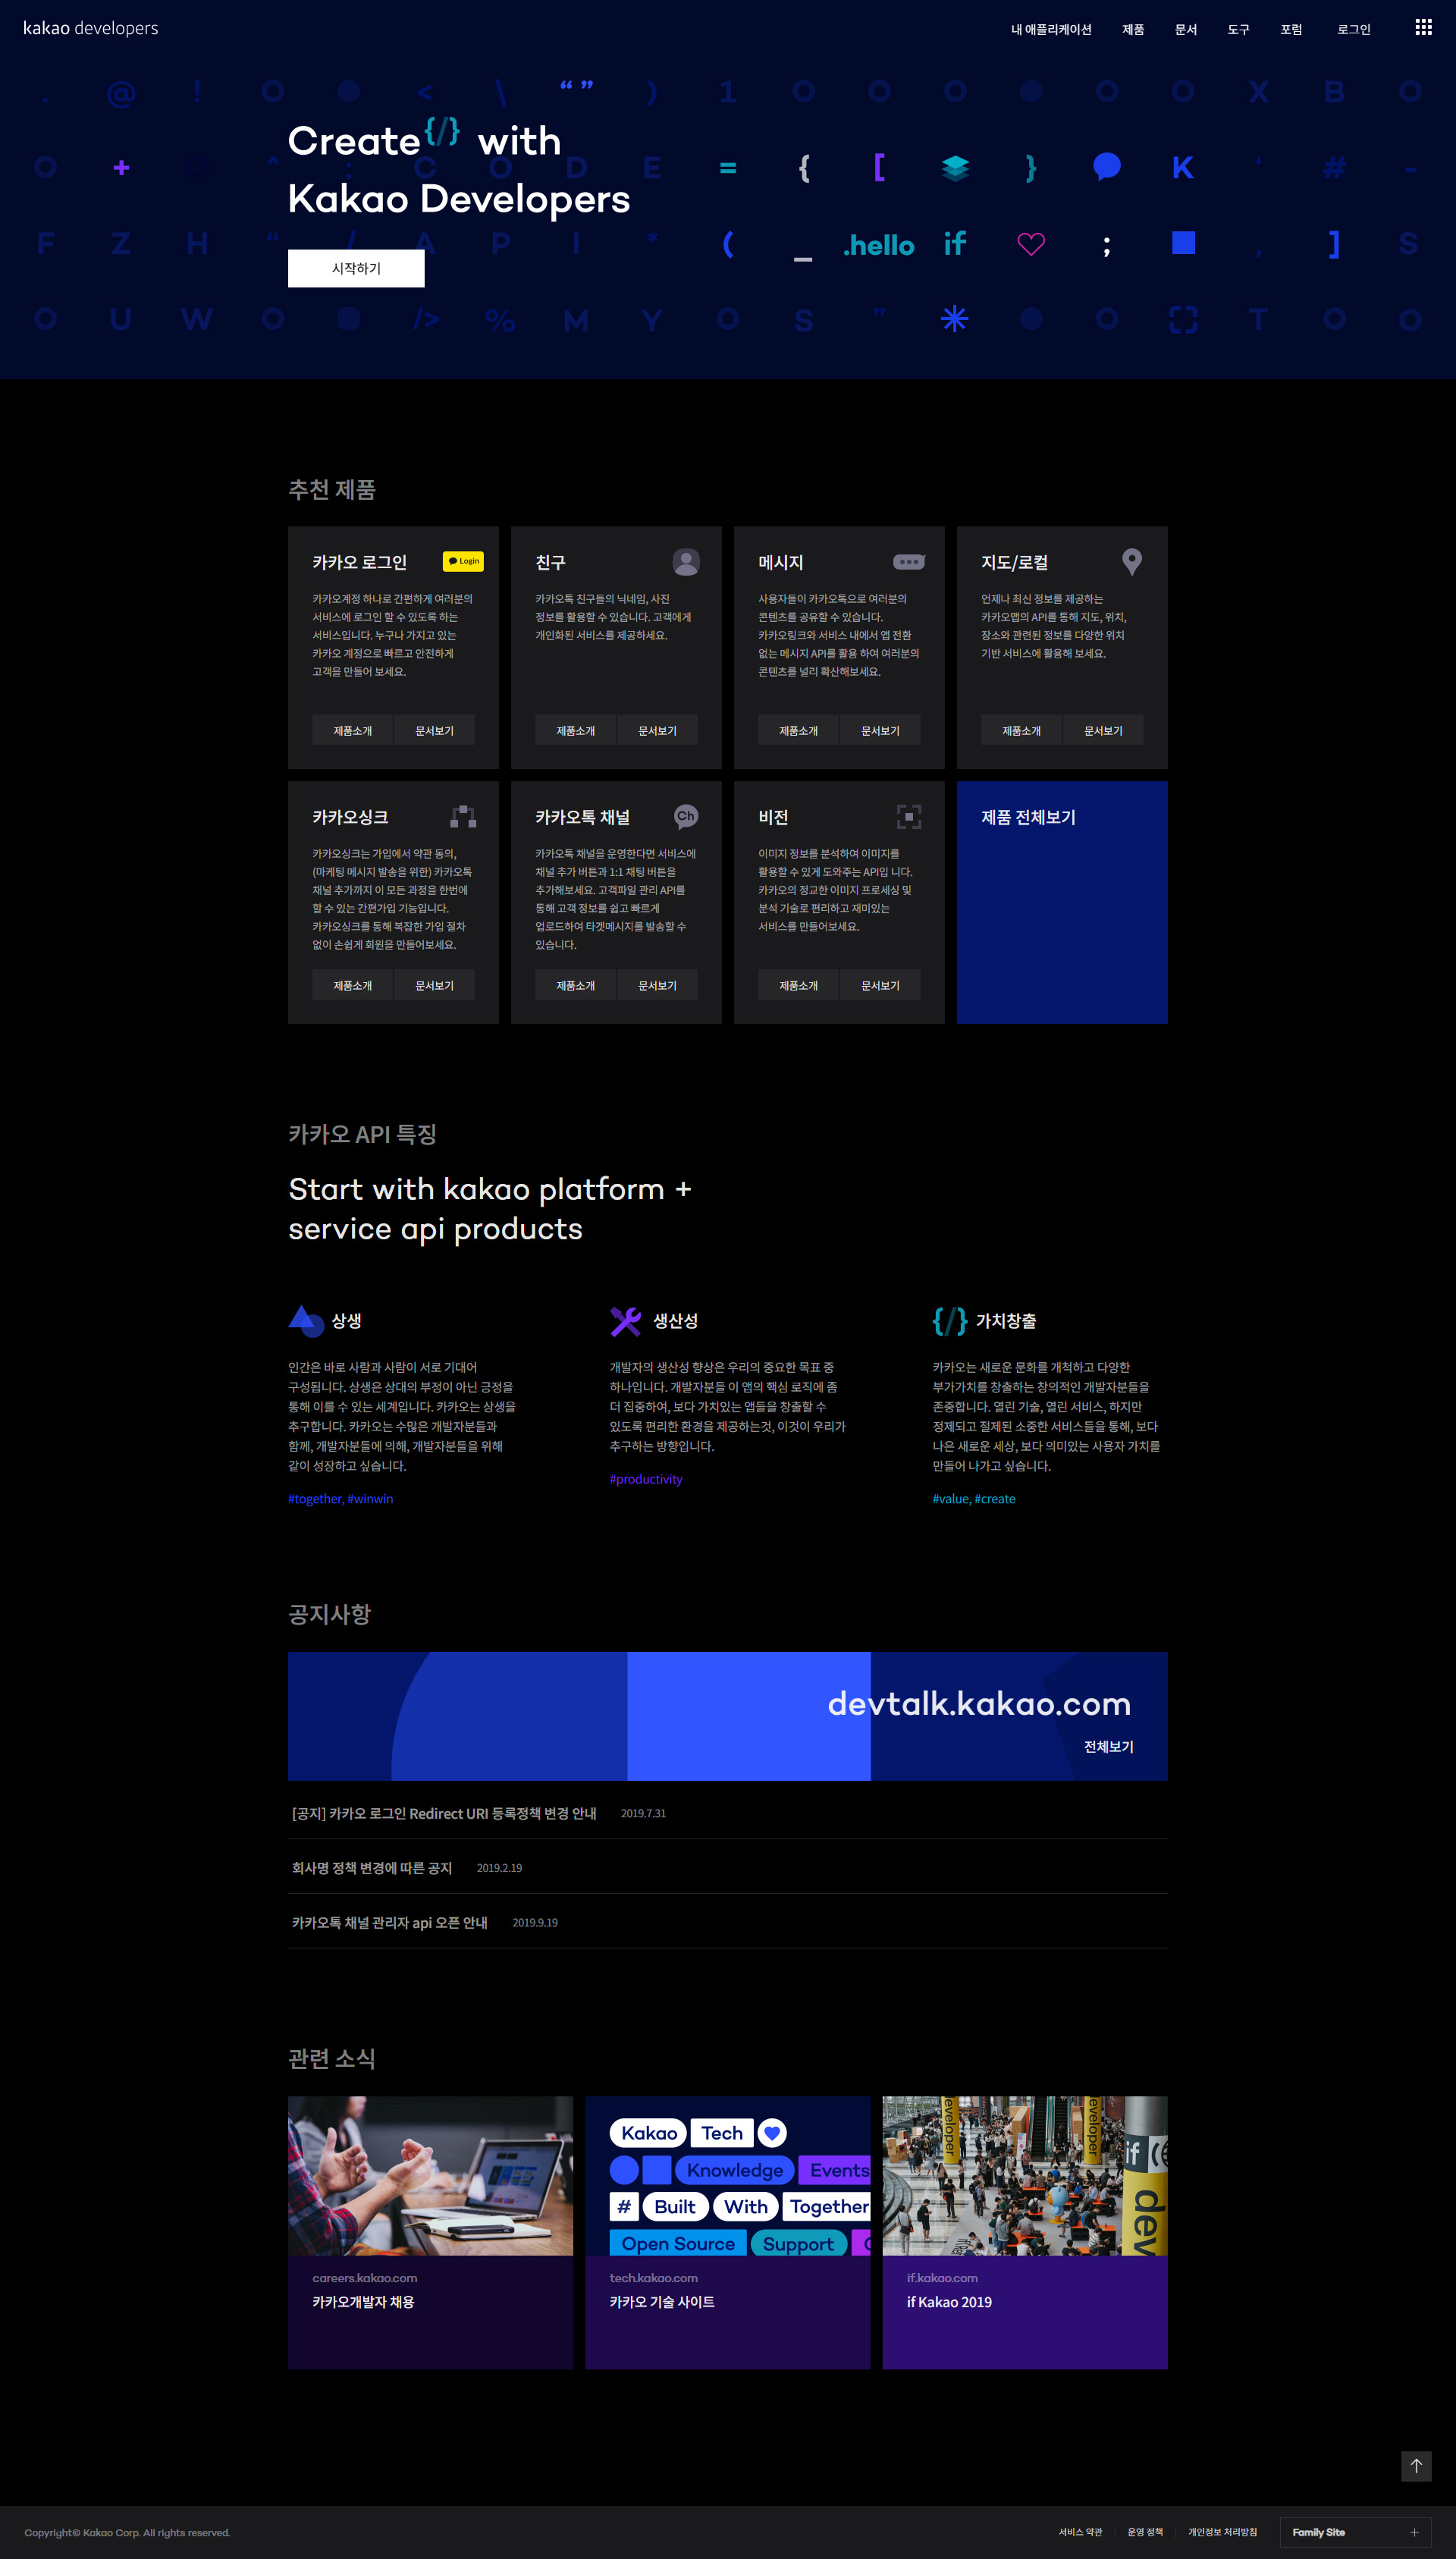 kakao developers
내 애플리케이션 제품 문서 도구 포럼 로그인
. @ ! O < \ “ ” ) 1 O O O O O X B O
Create {/} with
O + ^ : C O D E = { [ } K ‘ # -
Kakao Developers
F Z H “ / A P I * ( _ .hello if ; , ] S
시작하기
O U W O /> % M Y O S ” * O T O O
추천 제품
카카오 로그인
Login
카카오계정 하나로 간편하게 여러분의
서비스에 로그인 할 수 있도록 하는
서비스입니다. 누구나 가지고 있는
카카오 계정으로 빠르고 안전하게
고객을 만들어 보세요.
제품소개 문서보기
친구
카카오톡 친구들의 닉네임, 사진
정보를 활용할 수 있습니다. 고객에게
개인화된 서비스를 제공하세요.
제품소개 문서보기
메시지
사용자들이 카카오톡으로 여러분의
콘텐츠를 공유할 수 있습니다.
카카오링크와 서비스 내에서 앱 전환
없는 메시지 API를 활용 하여 여러분의
콘텐츠를 널리 확산해보세요.
제품소개 문서보기
지도/로컬
언제나 최신 정보를 제공하는
카카오맵의 API를 통해 지도, 위치,
장소와 관련된 정보를 다양한 위치
기반 서비스에 활용해 보세요.
제품소개 문서보기
카카오싱크
카카오싱크는 가입에서 약관 동의,
(마케팅 메시지 발송을 위한) 카카오톡
채널 추가까지 이 모든 과정을 한번에
할 수 있는 간편가입 기능입니다.
카카오싱크를 통해 복잡한 가입 절차
없이 손쉽게 회원을 만들어보세요.
제품소개 문서보기
카카오톡 채널
Ch
카카오톡 채널을 운영한다면 서비스에
채널 추가 버튼과 1:1 채팅 버튼을
추가해보세요. 고객파일 관리 API를
통해 고객 정보를 쉽고 빠르게
업로드하여 타겟메시지를 발송할 수
있습니다.
제품소개 문서보기
비전
이미지 정보를 분석하여 이미지를
활용할 수 있게 도와주는 API입 니다.
카카오의 정교한 이미지 프로세싱 및
분석 기술로 편리하고 재미있는
서비스를 만들어보세요.
제품소개 문서보기
제품 전체보기
카카오 API 특징
Start with kakao platform +
service api products
상생
인간은 바로 사람과 사람이 서로 기대어
구성됩니다. 상생은 상대의 부정이 아닌 긍정을
통해 이룰 수 있는 세계입니다. 카카오는 상생을
추구합니다. 카카오는 수많은 개발자분들과
함께, 개발자분들에 의해, 개발자분들을 위해
같이 성장하고 싶습니다.
#together, #winwin
생산성
개발자의 생산성 향상은 우리의 중요한 목표 중
하나입니다. 개발자분들 이 앱의 핵심 로직에 좀
더 집중하여, 보다 가치있는 앱들을 창출할 수
있도록 편리한 환경을 제공하는것, 이것이 우리가
추구하는 방향입니다.
#productivity
{/} 가치창출
카카오는 새로운 문화를 개척하고 다양한
부가가치를 창출하는 창의적인 개발자분들을
존중합니다. 열린 기술, 열린 서비스, 하지만
정제되고 절제된 소중한 서비스들을 통해, 보다
나은 새로운 세상, 보다 의미있는 사용자 가치를
만들어 나가고 싶습니다.
#value, #create
공지사항
devtalk.kakao.com
전체보기
[공지] 카카오 로그인 Redirect URI 등록정책 변경 안내 2019.7.31
회사명 정책 변경에 따른 공지 2019.2.19
카카오톡 채널 관리자 api 오픈 안내 2019.9.19
관련 소식
careers.kakao.com
카카오개발자 채용
Kakao Tech
Knowledge Events
# Built With Together
Open Source Support
tech.kakao.com
카카오 기술 사이트
eveloper eveloper
if
dev
if.kakao.com
if Kakao 2019
Copyright© Kakao Corp. All rights reserved.
서비스 약관 운영 정책 개인정보 처리방침 Family Site +